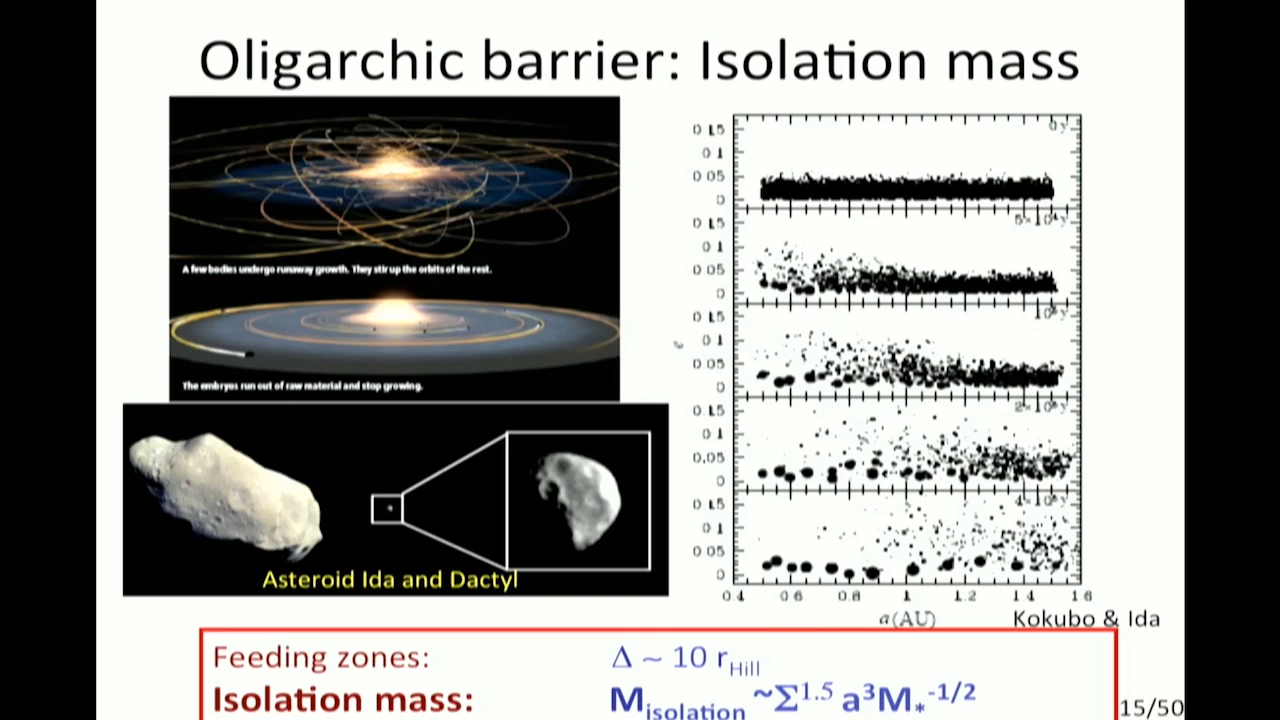 Oligarchic barrier: Isolation mass
A few bodies undergo runaway growth. They stir up the orbits of the rest.
The embryos run out of raw material and stop growing.
Asteroid Ida and Dactyl
0 15
0 1
0 05
0
0 y
0 15
0 1
0 05
0
0 15
0 1
0 05
0
0 15
0 1
0,05
0
0 15
0 1
0 05
0
0 4 0 6 0.8 1 1.2 1 4 1 6
a(AU)
Kokubo & Ida
Feeding zones: Δ ~ 10 rHill
Isolation mass: Misolation ~Σ1.5 a3M*-1/2
15/50